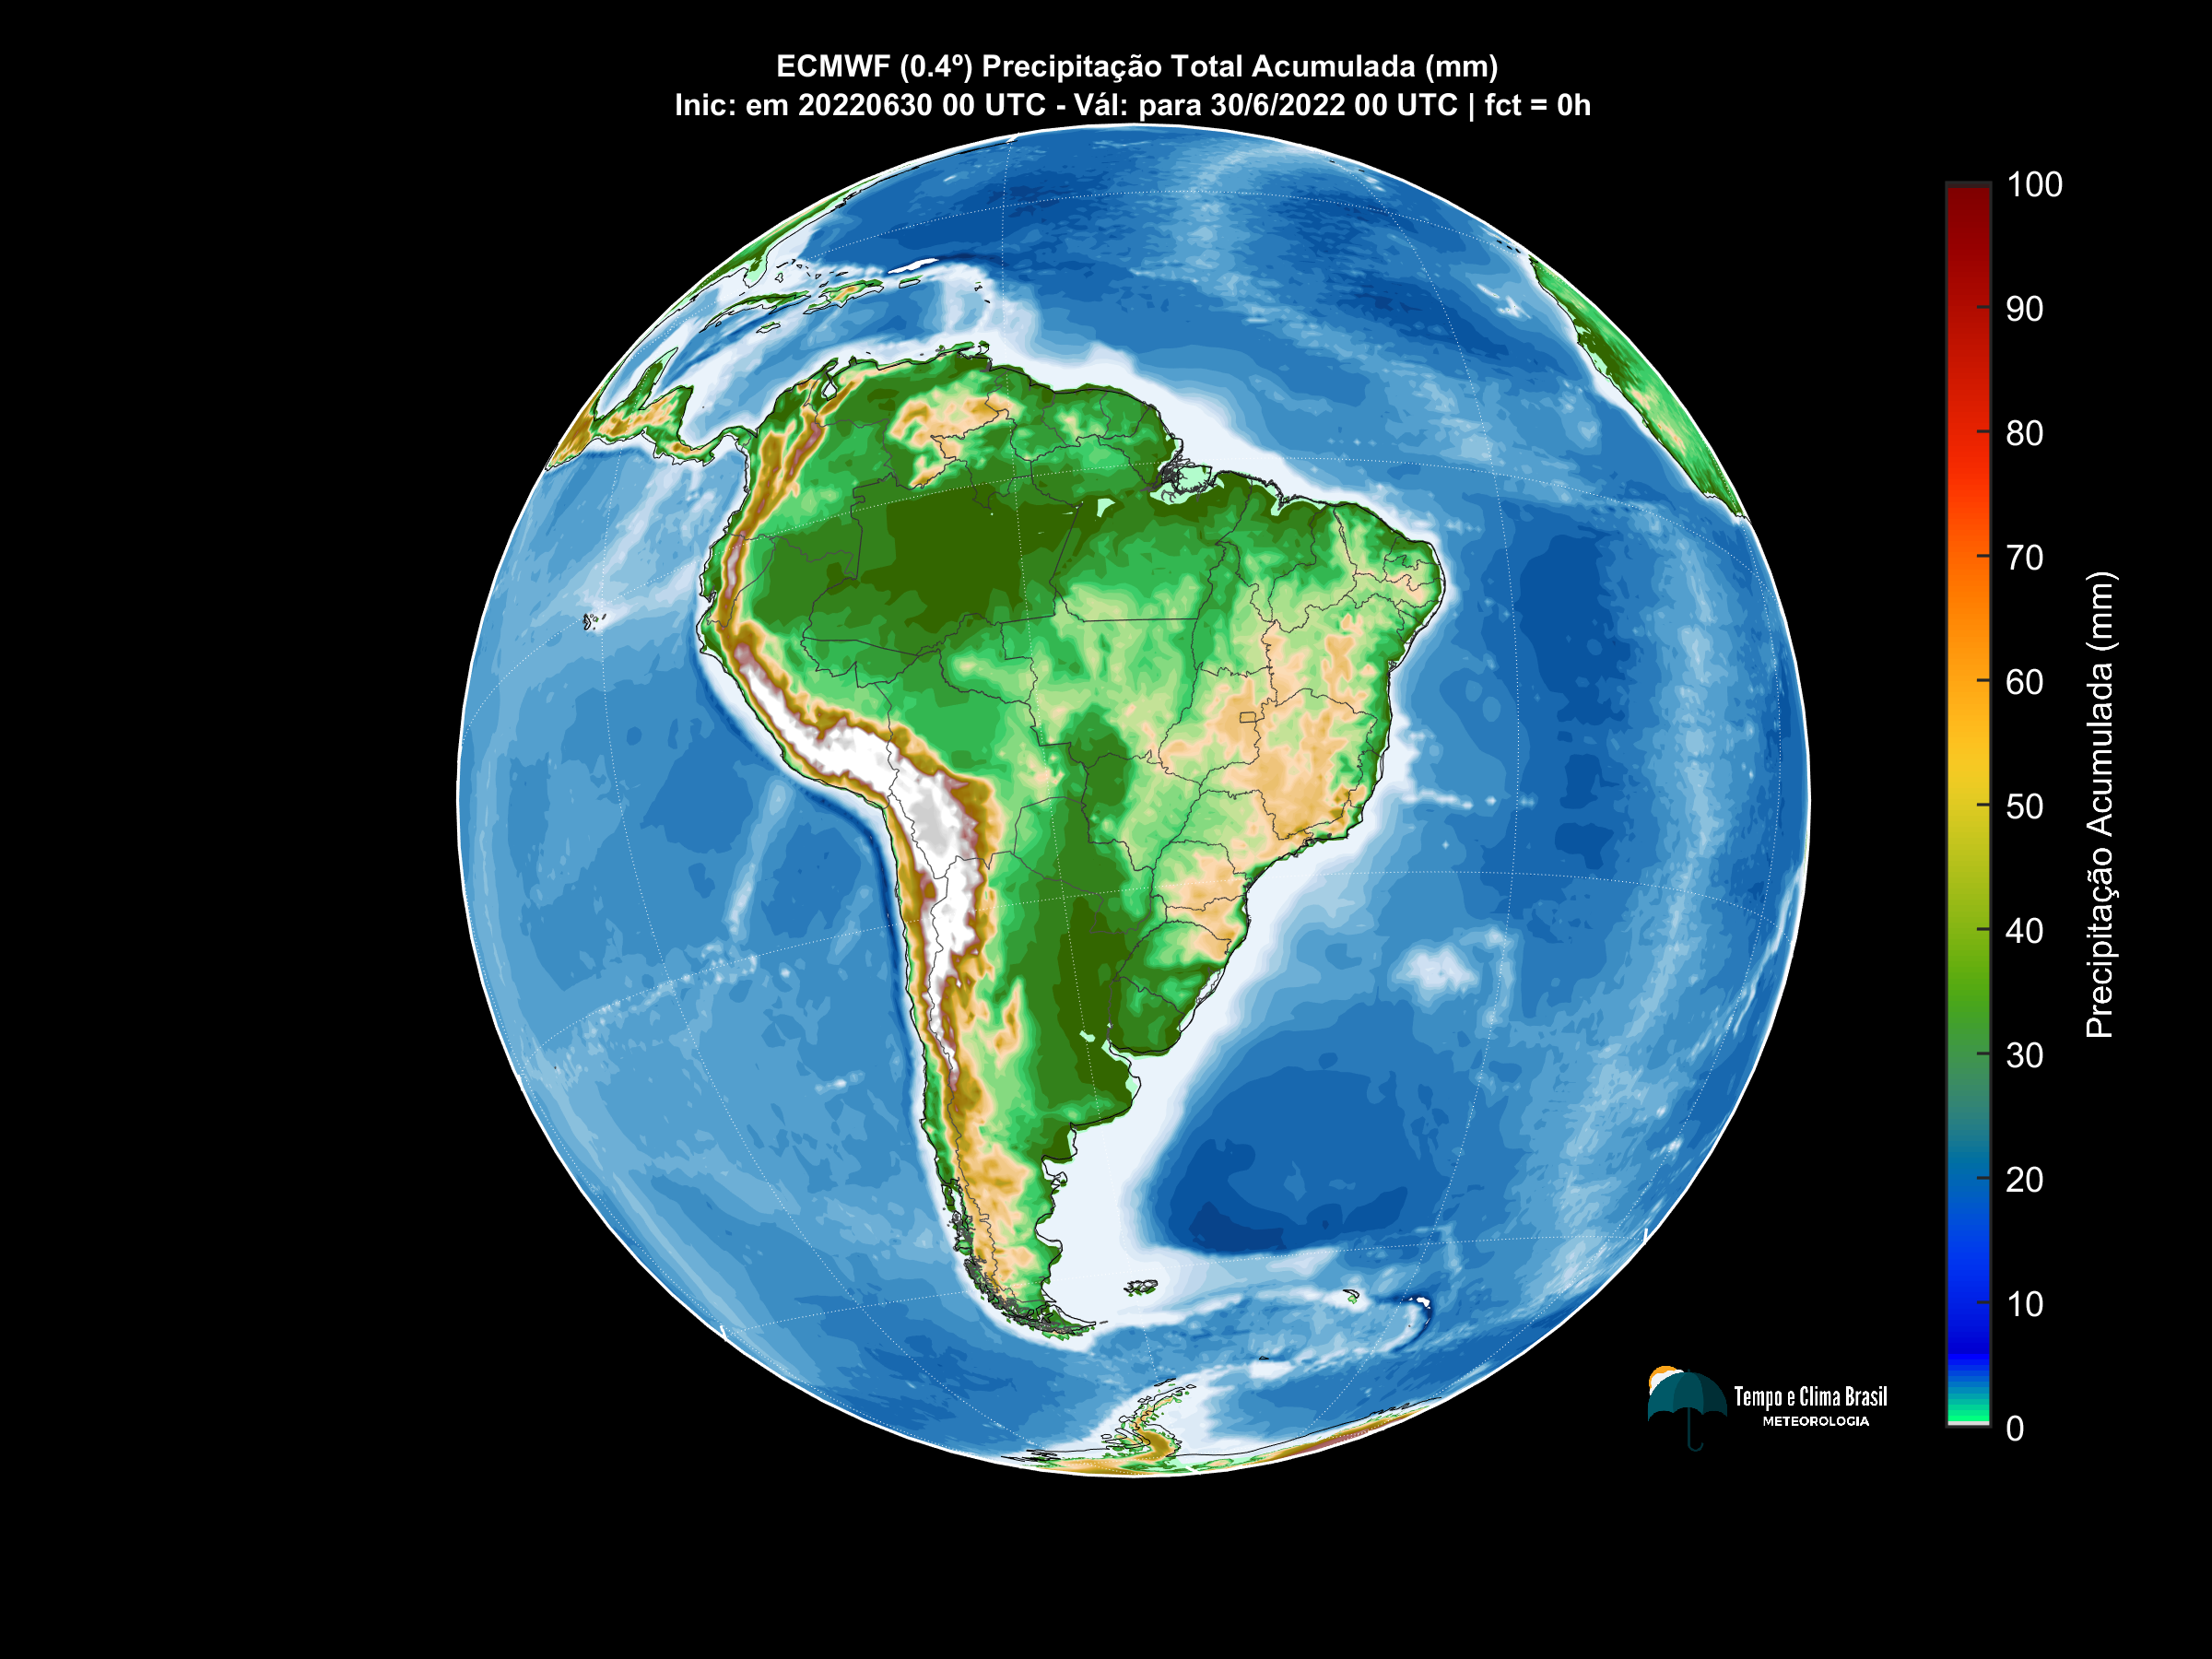 ECMWF (0.4º) Precipitação Total Acumulada (mm)
Inic: em 20220630 00 UTC - Vál: para 30/6/2022 00 UTC | fct = 0h
100
90
80
70
60
50
40
30
20
10
0
Precipitação Acumulada (mm)
Tempo e Clima Brasil
METEOROLOGIA